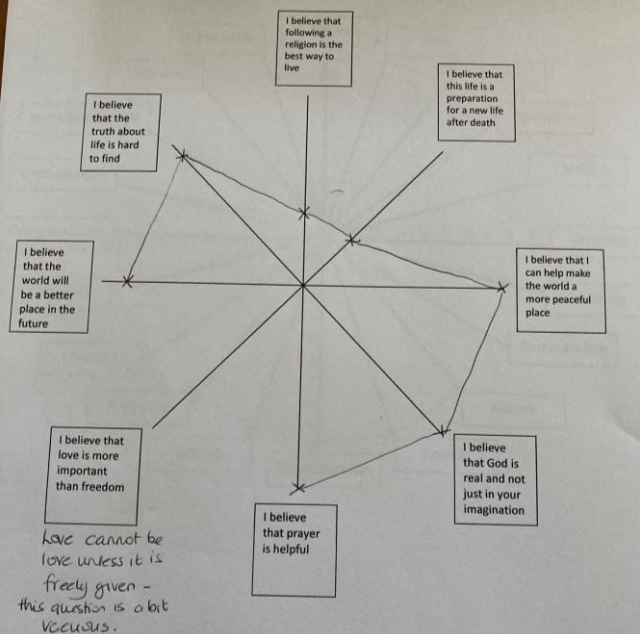 I believe that
following a
religion is the
best way to
live
I believe that
this life is a
preparation
for a new life
after death
I believe
that the
truth about
life is hard
to find
I believe
that the
world will
be a better
place in the
future
I believe that I
can help make
the world a
more peaceful
place
I believe that
love is more
important
than freedom
I believe
that God is
real and not
just in your
imagination
I believe
that prayer
is helpful
Love cannot be
love unless it is
freely given -
this question is a bit
vacuous.